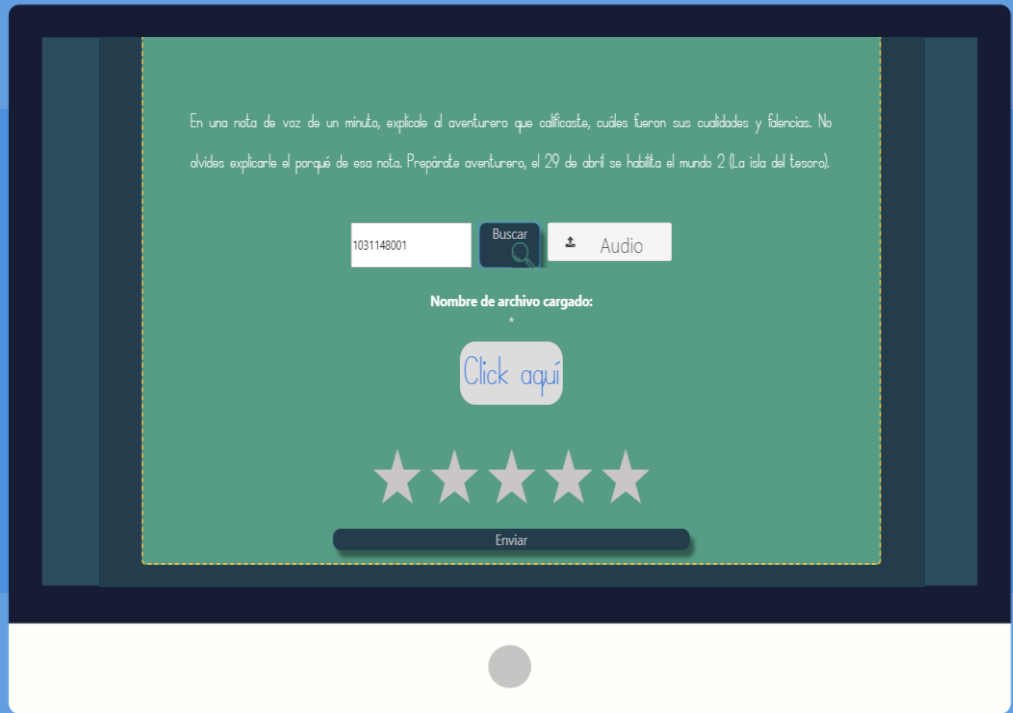 En una nota de voz de un minuto, explícale al aventurero que calificaste, cuáles fueron sus cualidades y falencias. No
olvides explicarle el porqué de esa nota. Prepárate aventurero, el 29 de abril se habilita el mundo 2 (La isla del tesoro).
1031148001
Buscar
Audio
Nombre de archivo cargado:
*
Click aquí
Enviar